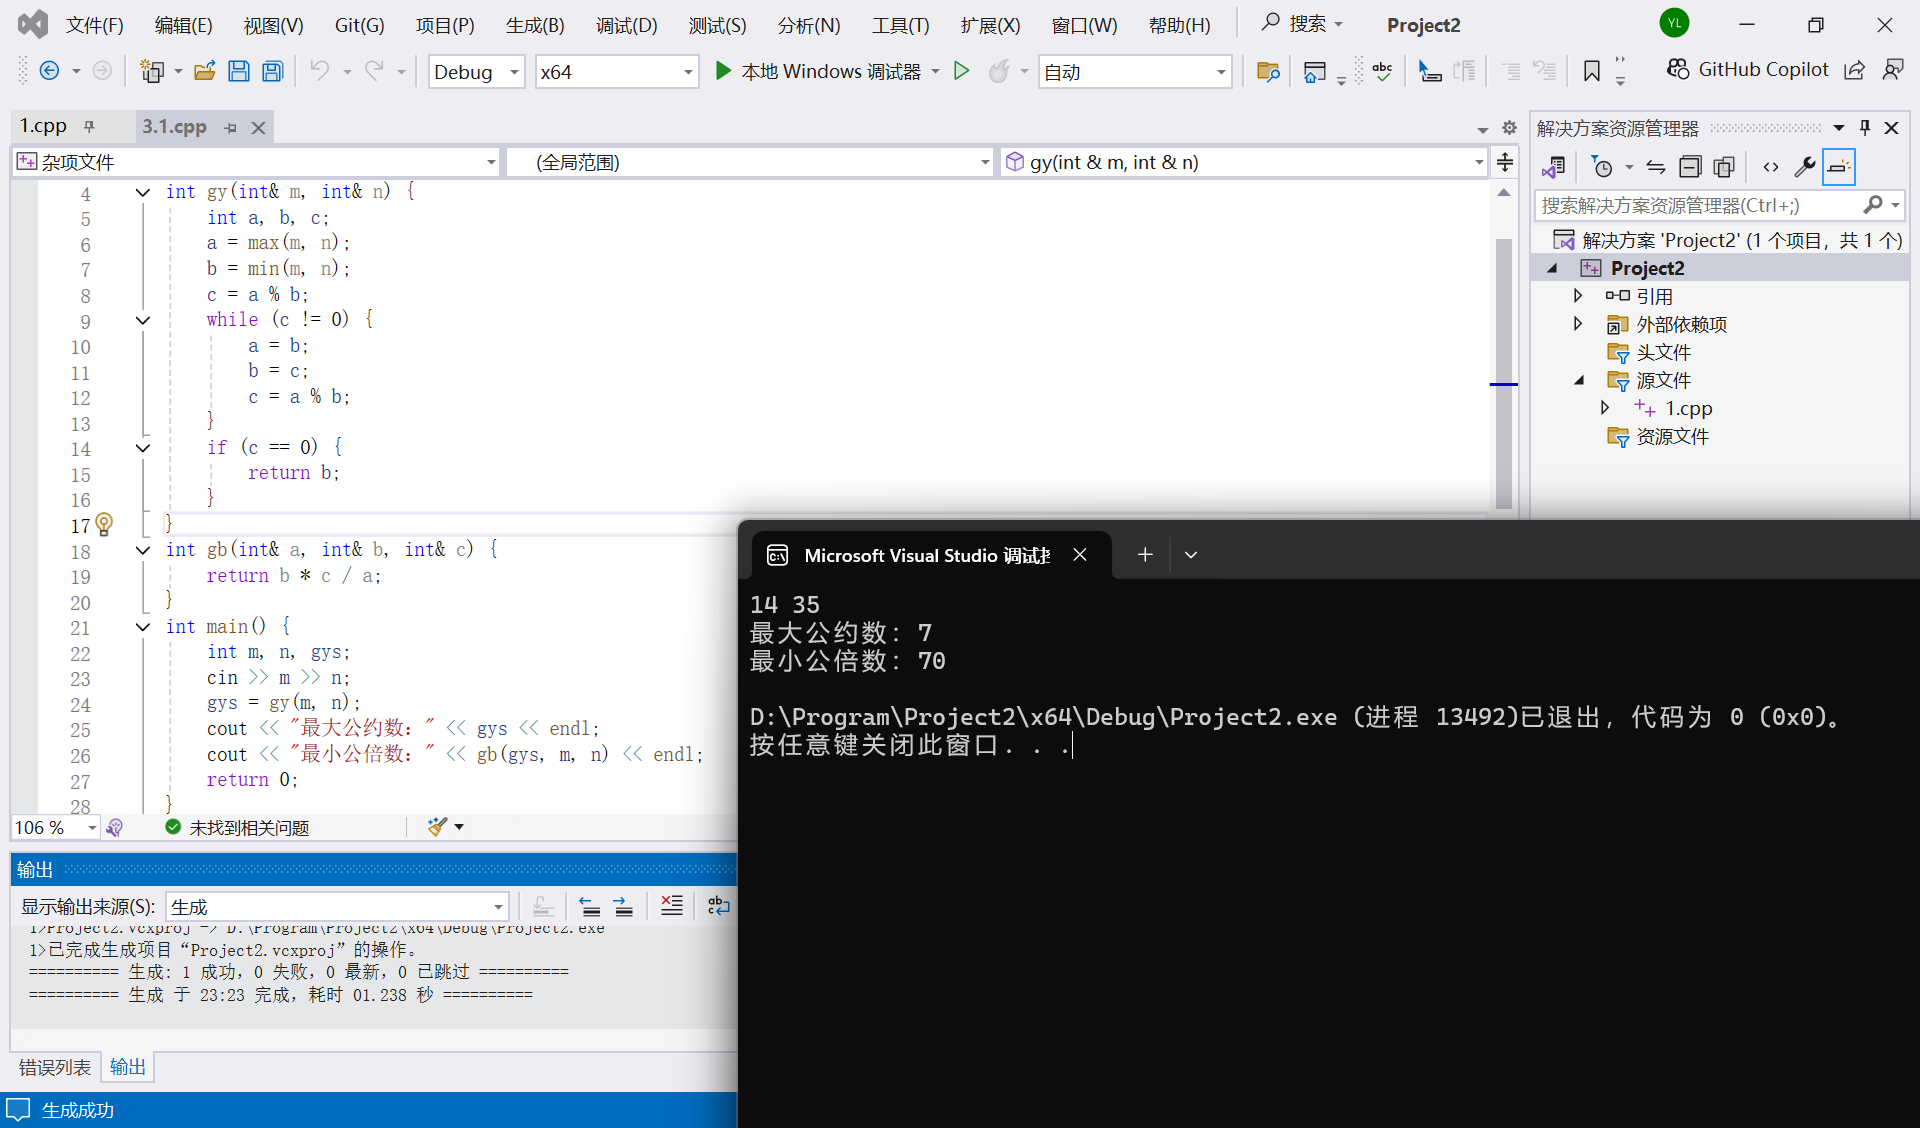 文件(F) 编辑(E) 视图(V) Git(G) 项目(P) 生成(B) 调试(D) 测试(S) 分析(N) 工具(T) 扩展(X) 窗口(W) 帮助(H) 搜索 Project2 YL
Debug x64 本地 Windows 调试器 自动 abc GitHub Copilot
1.cpp 3.1.cpp
杂项文件 (全局范围) gy(int & m, int & n)
4 int gy(int& m, int& n) {
5 int a, b, c;
6 a = max(m, n);
7 b = min(m, n);
8 c = a % b;
9 while (c != 0) {
10 a = b;
11 b = c;
12 c = a % b;
13 }
14 if (c == 0) {
15 return b;
16 }
17 }
18 int gb(int& a, int& b, int& c) {
19 return b * c / a;
20 }
21 int main() {
22 int m, n, gys;
23 cin >> m >> n;
24 gys = gy(m, n);
25 cout << "最大公约数：" << gys << endl;
26 cout << "最小公倍数：" << gb(gys, m, n) << endl;
27 return 0;
28 }
106 % 未找到相关问题
输出
显示输出来源(S): 生成
1>Project2.vcxproj -> D:\Program\Project2\x64\Debug\Project2.exe
1>已完成生成项目“Project2.vcxproj”的操作。
========== 生成: 1 成功，0 失败，0 最新，0 已跳过 ==========
========== 生成 于 23:23 完成，耗时 01.238 秒 ==========
错误列表 输出
生成成功
解决方案资源管理器
搜索解决方案资源管理器(Ctrl+;)
解决方案 'Project2' (1 个项目，共 1 个)
Project2
引用
外部依赖项
头文件
源文件
1.cpp
资源文件
Microsoft Visual Studio 调试
14 35
最大公约数：7
最小公倍数：70
D:\Program\Project2\x64\Debug\Project2.exe (进程 13492)已退出，代码为 0 (0x0)。
按任意键关闭此窗口. . .